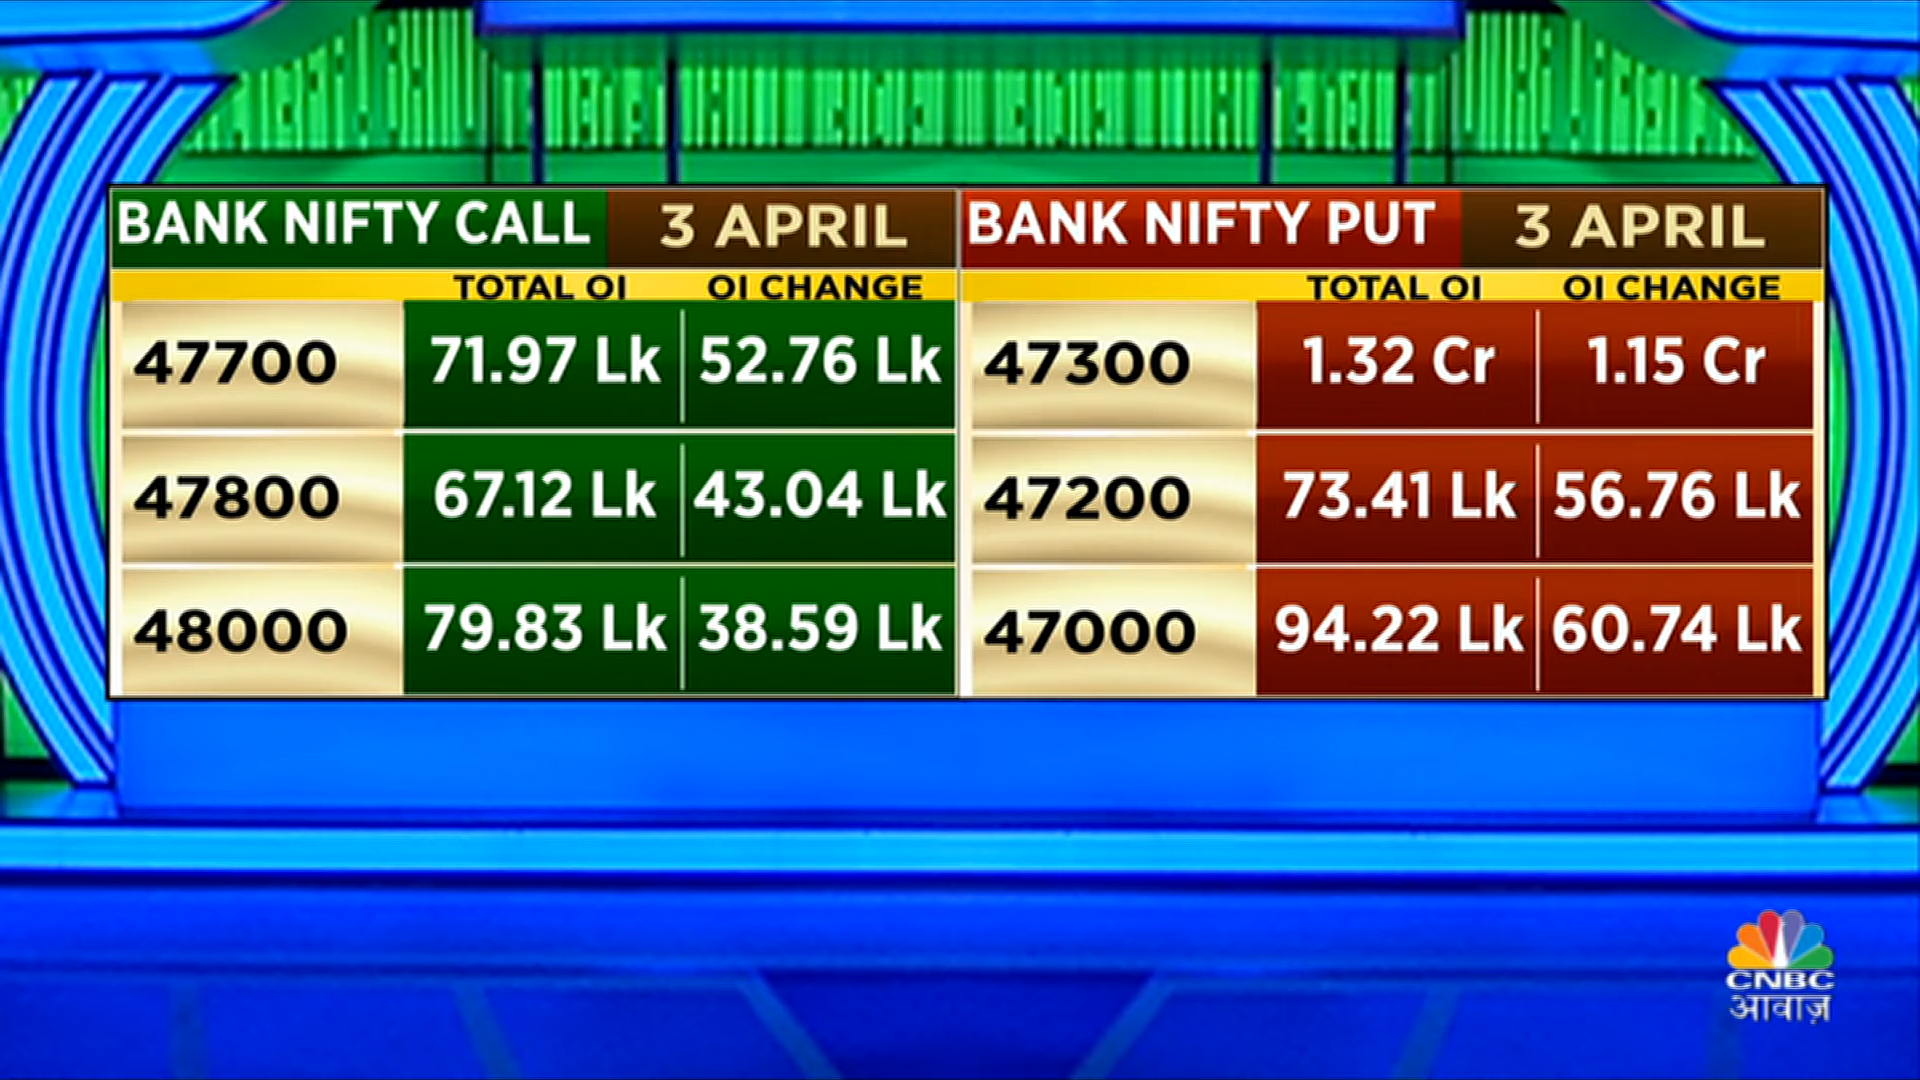 BANK NIFTY CALL 3 APRIL BANK NIFTY PUT 3 APRIL
TOTAL OI OI CHANGE TOTAL OI OI CHANGE
47700 71.97 Lk 52.76 Lk 47300 1.32 Cr 1.15 Cr
47800 67.12 Lk 43.04 Lk 47200 73.41 Lk 56.76 Lk
48000 79.83 Lk 38.59 Lk 47000 94.22 Lk 60.74 Lk
CNBC
आवाज़